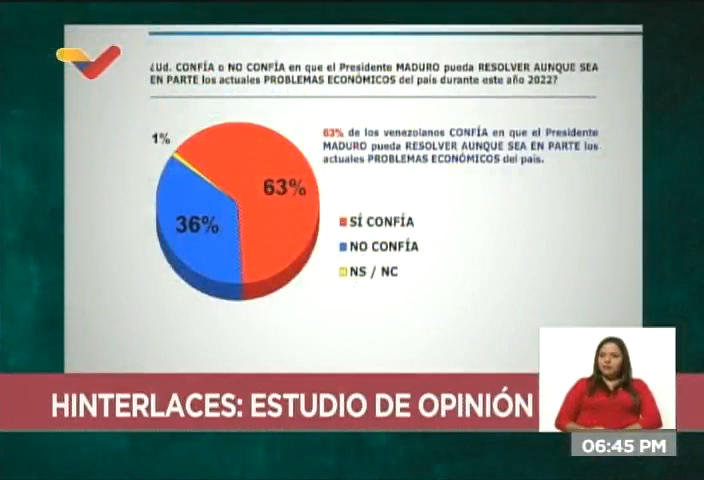 ¿Ud. CONFÍA o NO CONFÍA en que el Presidente MADURO pueda RESOLVER AUNQUE SEA
EN PARTE los actuales PROBLEMAS ECONÓMICOS del país durante este año 2022?
1%
63%
36%
63% de los venezolanos CONFÍA en que el Presidente
MADURO pueda RESOLVER AUNQUE SEA EN PARTE los
actuales PROBLEMAS ECONÓMICOS del país.
SÍ CONFÍA
NO CONFÍA
NS / NC
HINTERLACES: ESTUDIO DE OPINIÓN
06:45 PM